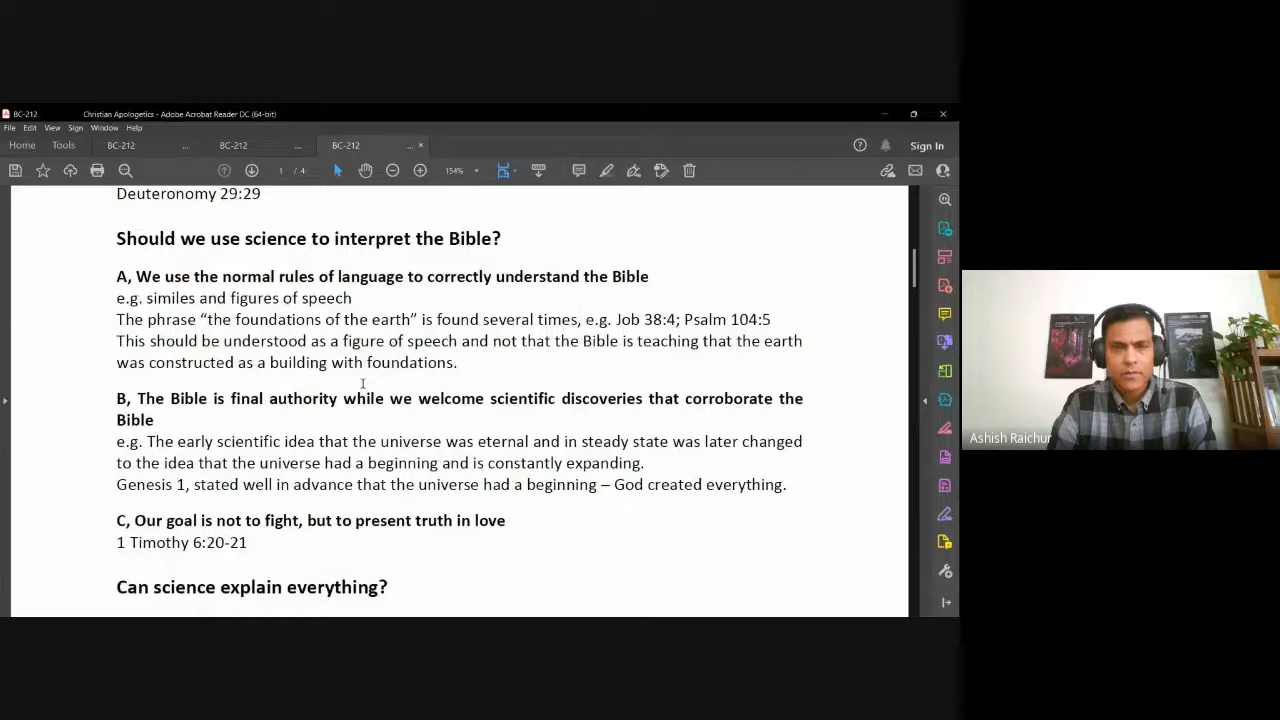 BC-212 Christian Apologetics - Adobe Acrobat Reader DC (64-bit)
File Edit View Sign Window Help
Home Tools BC-212 ... BC-212 ... BC-212 ... × Sign In
1 / 4 154%
Deuteronomy 29:29
Should we use science to interpret the Bible?
A, We use the normal rules of language to correctly understand the Bible
e.g. similes and figures of speech
The phrase “the foundations of the earth” is found several times, e.g. Job 38:4; Psalm 104:5
This should be understood as a figure of speech and not that the Bible is teaching that the earth
was constructed as a building with foundations.
B, The Bible is final authority while we welcome scientific discoveries that corroborate the
Bible
e.g. The early scientific idea that the universe was eternal and in steady state was later changed
to the idea that the universe had a beginning and is constantly expanding.
Genesis 1, stated well in advance that the universe had a beginning – God created everything.
C, Our goal is not to fight, but to present truth in love
1 Timothy 6:20-21
Can science explain everything?
Ashish Raichur